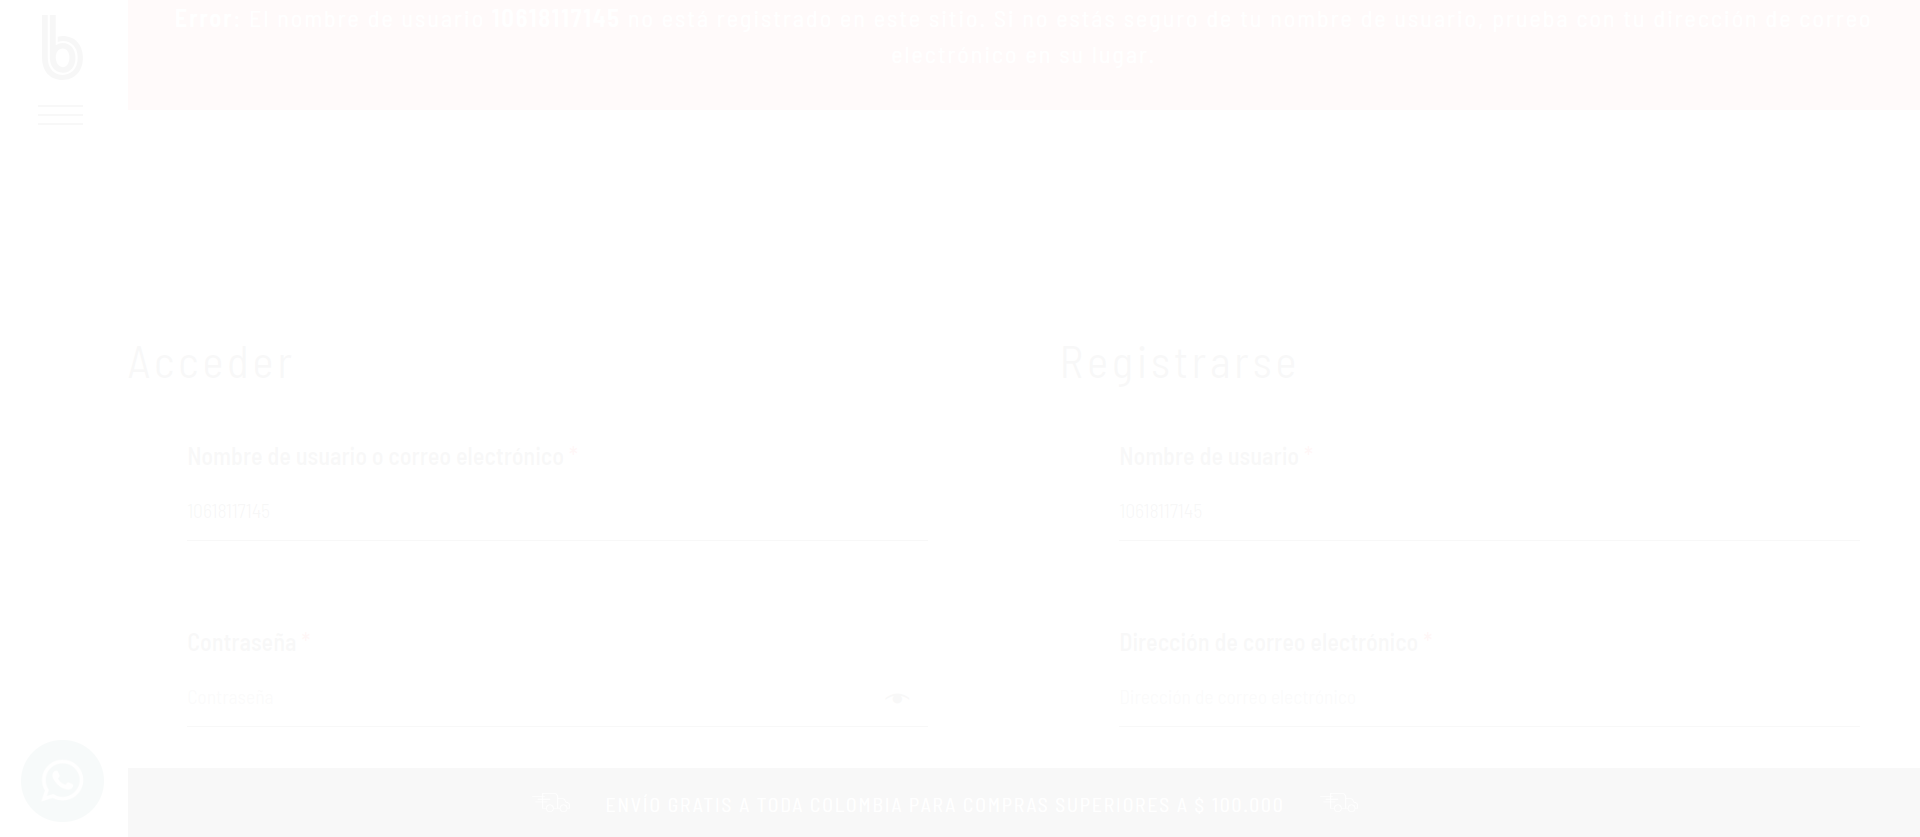 b
Error: El nombre de usuario 10618117145 no está registrado en este sitio. Si no estás seguro de tu nombre de usuario, prueba con tu dirección de correo
electrónico en su lugar.
Acceder
Registrarse
Nombre de usuario o correo electrónico *
Nombre de usuario *
10618117145
10618117145
Contraseña *
Dirección de correo electrónico *
Contraseña
Dirección de correo electrónico
ENVÍO GRATIS A TODA COLOMBIA PARA COMPRAS SUPERIORES A $ 100.000